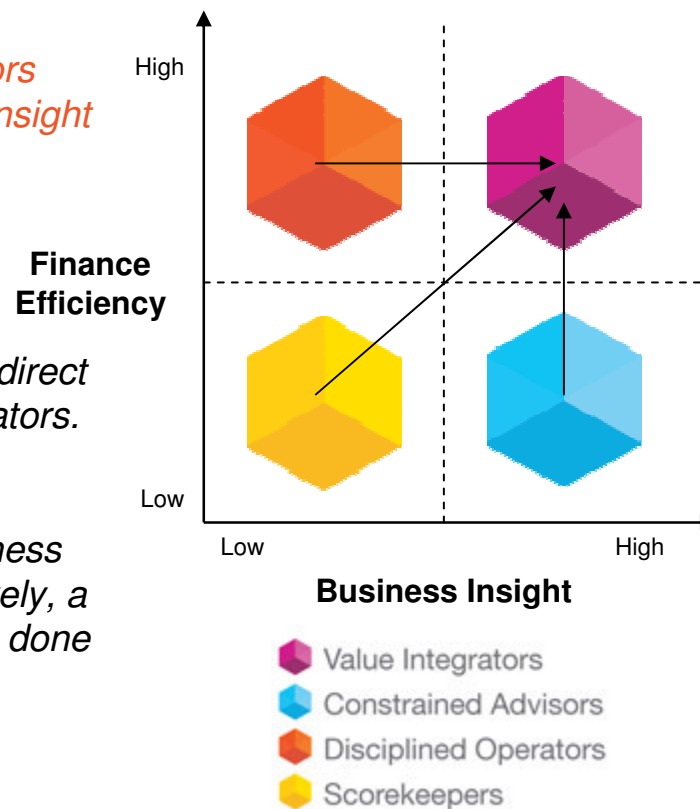 ors
nsight
direct
ators.
ness
ely, a
done
High
Finance
Efficiency
Low
Low
High
Business Insight
Value Integrators
Constrained Advisors
Disciplined Operators
Scorekeepers